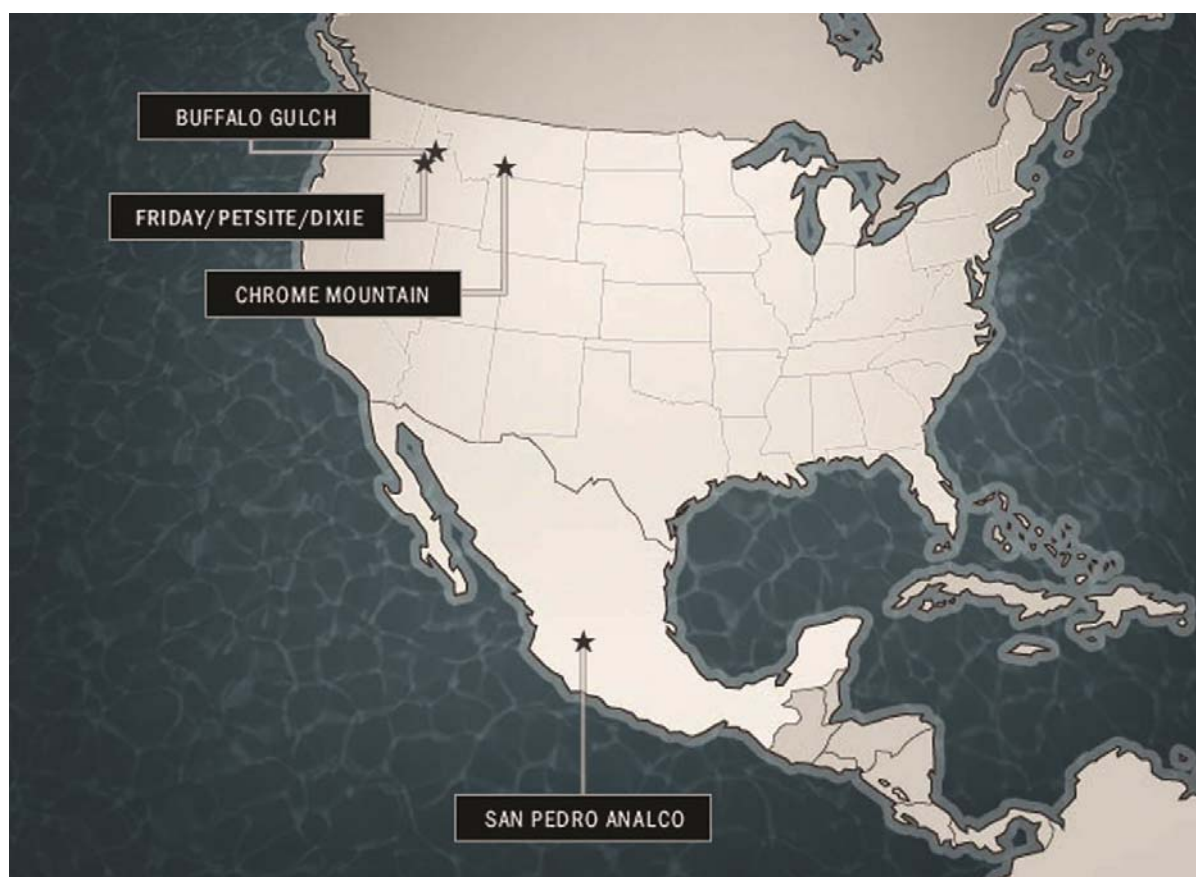 BUFFALO GULCH
FRIDAY/PETSITE/DIXIE
CHROME MOUNTAIN
SAN PEDRO ANALCO